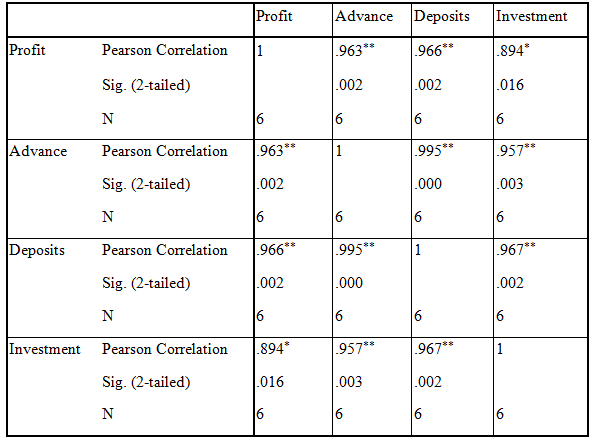 Profit Advance Deposits Investment
Profit Pearson Correlation 1 .963** .966** .894*
Sig. (2-tailed) .002 .002 .016
N 6 6 6 6
Advance Pearson Correlation .963** 1 .995** .957**
Sig. (2-tailed) .002 .000 .003
N 6 6 6 6
Deposits Pearson Correlation .966** .995** 1 .967**
Sig. (2-tailed) .002 .000 .002
N 6 6 6 6
Investment Pearson Correlation .894* .957** .967** 1
Sig. (2-tailed) .016 .003 .002
N 6 6 6 6